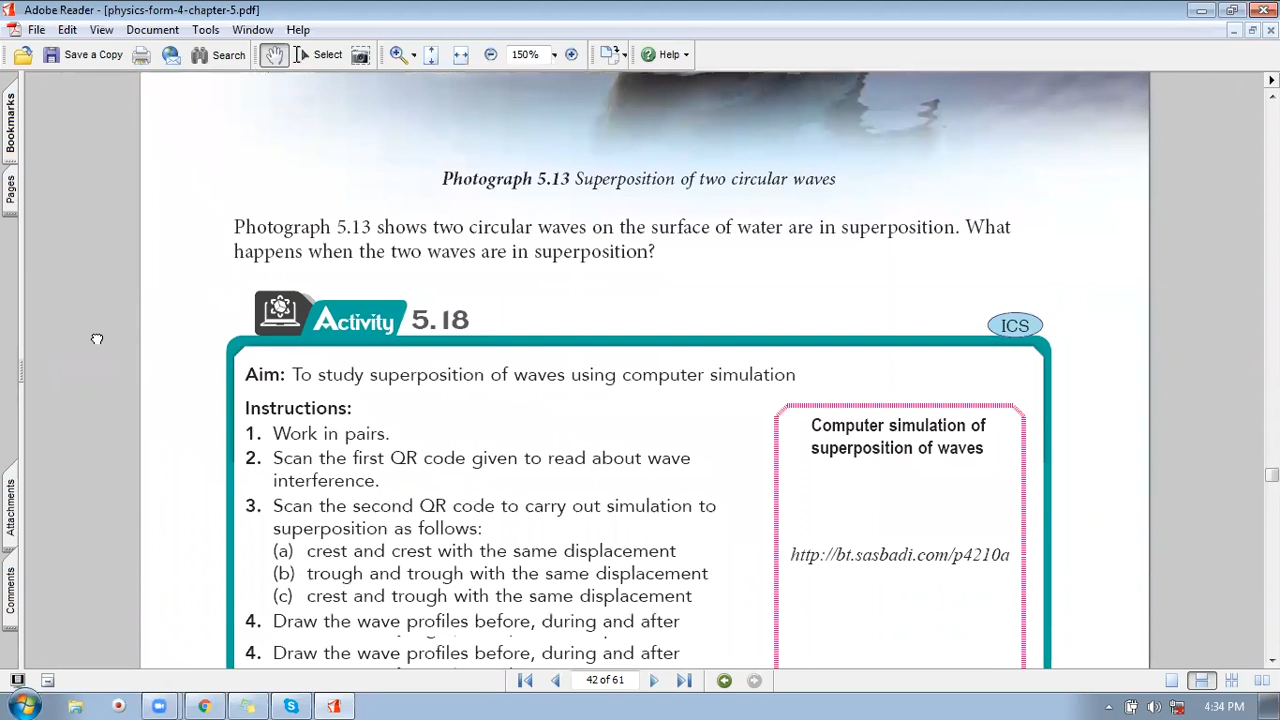 Adobe Reader - [physics-form-4-chapter-5.pdf]
File Edit View Document Tools Window Help
Save a Copy Search Select 150% Help
Bookmarks
Pages
Attachments
Comments
Photograph 5.13 Superposition of two circular waves
Photograph 5.13 shows two circular waves on the surface of water are in superposition. What
happens when the two waves are in superposition?
Activity 5.18
ICS
Aim: To study superposition of waves using computer simulation
Instructions:
1. Work in pairs.
2. Scan the first QR code given to read about wave
interference.
3. Scan the second QR code to carry out simulation to
superposition as follows:
(a) crest and crest with the same displacement
(b) trough and trough with the same displacement
(c) crest and trough with the same displacement
4. Draw the wave profiles before, during and after
4. Draw the wave profiles before, during and after
Computer simulation of
superposition of waves
http://bt.sasbadi.com/p4210a
42 of 61
4:34 PM